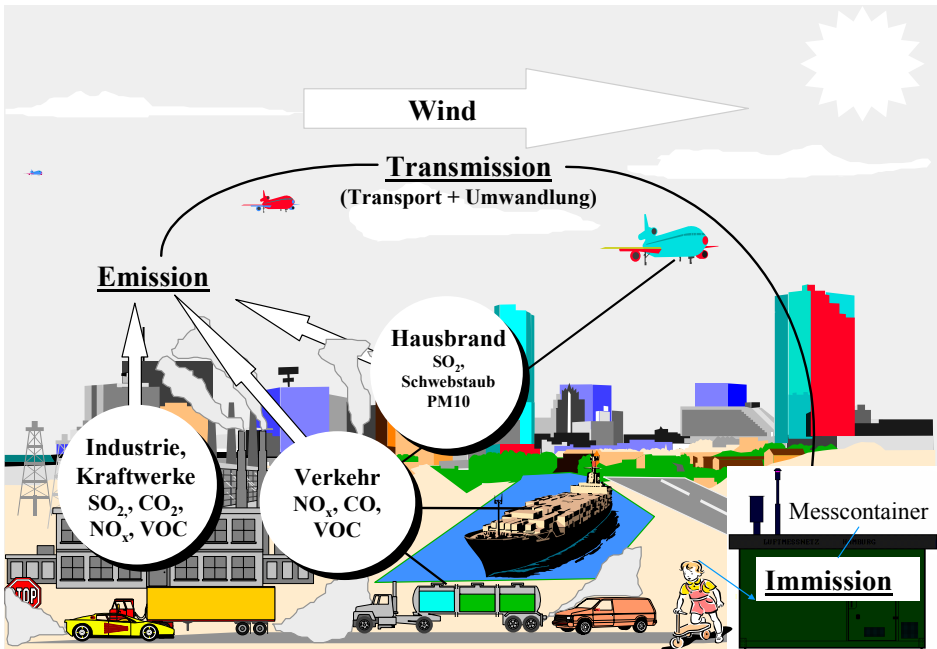 Wind
Transmission
(Transport + Umwandlung)
Emission
Hausbrand
SO₂,
Schwebstaub
PM10
Industrie,
Kraftwerke
SO₂, CO₂,
NOₓ, VOC
Verkehr
NOₓ, CO,
VOC
Messcontainer
Immission
STOP